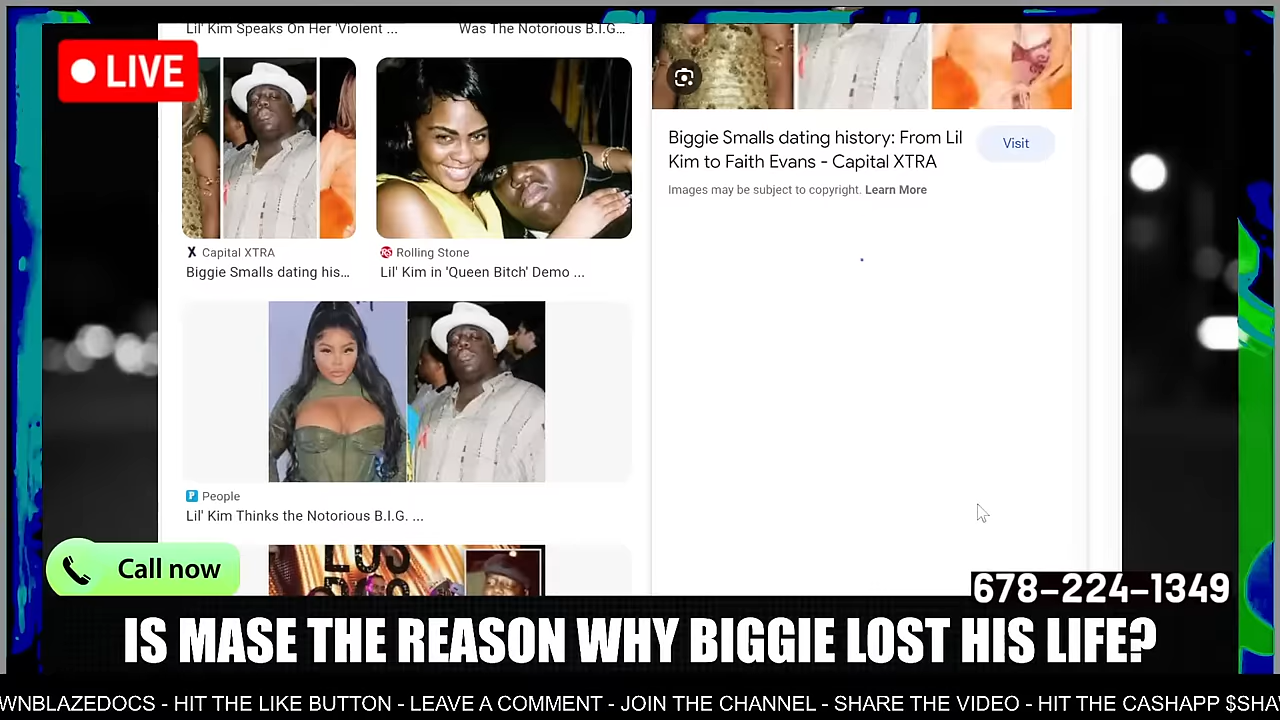 Lil' Kim Speaks On Her 'Violent ...
Was The Notorious B.I.G...
LIVE
Biggie Smalls dating history: From Lil
Kim to Faith Evans - Capital XTRA
Visit
Images may be subject to copyright. Learn More
Capital XTRA
Biggie Smalls dating his...
Rolling Stone
Lil' Kim in 'Queen Bitch' Demo ...
People
Lil' Kim Thinks the Notorious B.I.G. ...
Call now
678-224-1349
IS MASE THE REASON WHY BIGGIE LOST HIS LIFE?
WNBLAZEDOCS - HIT THE LIKE BUTTON - LEAVE A COMMENT - JOIN THE CHANNEL - SHARE THE VIDEO - HIT THE CASHAPP $SHA